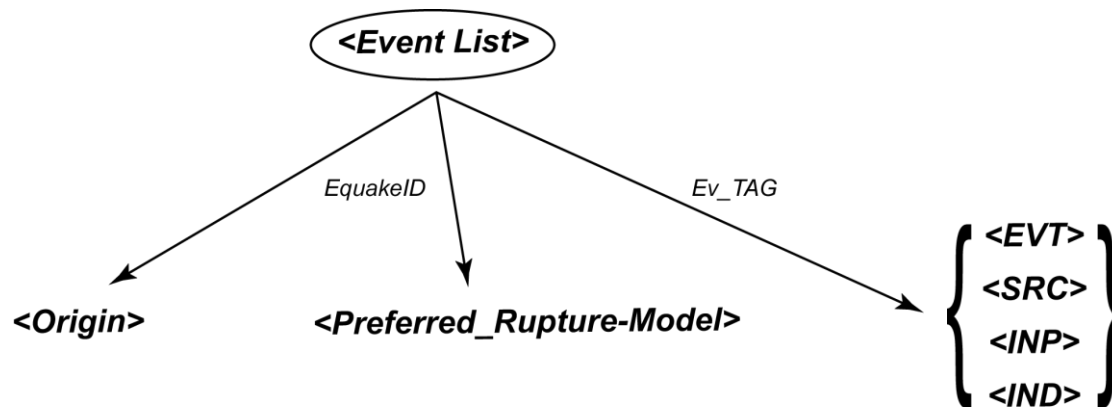 <Event List>
EquakeID
Ev_TAG
<Origin>
<Preferred_Rupture-Model>
<EVT>
<SRC>
<INP>
<IND>